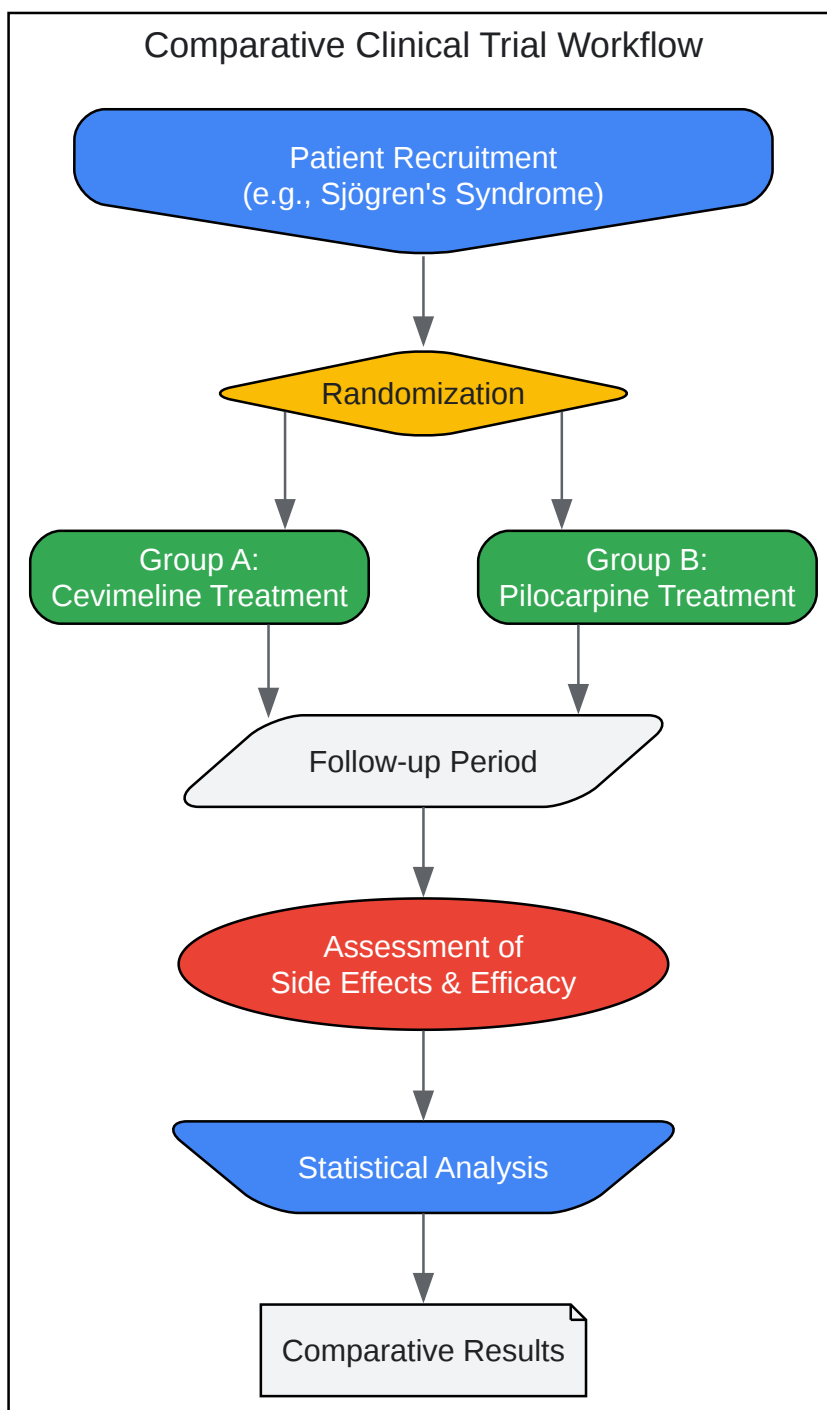 Comparative Clinical Trial Workflow
Patient Recruitment
(e.g., Sjögren's Syndrome)
Randomization
Group A:
Cevimeline Treatment
Group B:
Pilocarpine Treatment
Follow-up Period
Assessment of
Side Effects & Efficacy
Statistical Analysis
Comparative Results